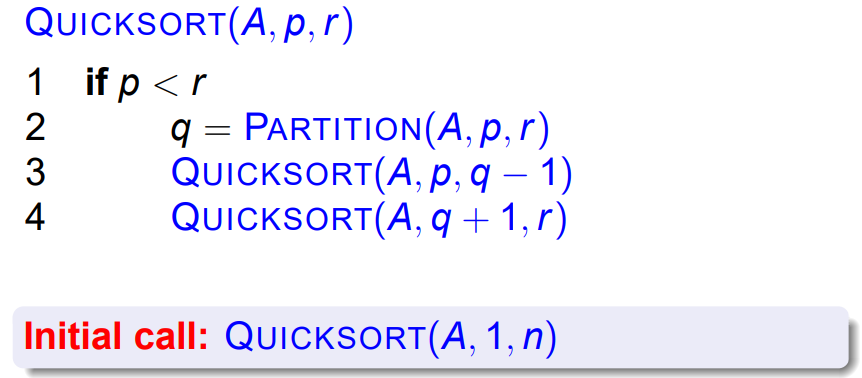 QUICKSORT(A, p, r)
1 if p < r
2 q = PARTITION(A, p, r)
3 QUICKSORT(A, p, q − 1)
4 QUICKSORT(A, q + 1, r)
Initial call: QUICKSORT(A, 1, n)